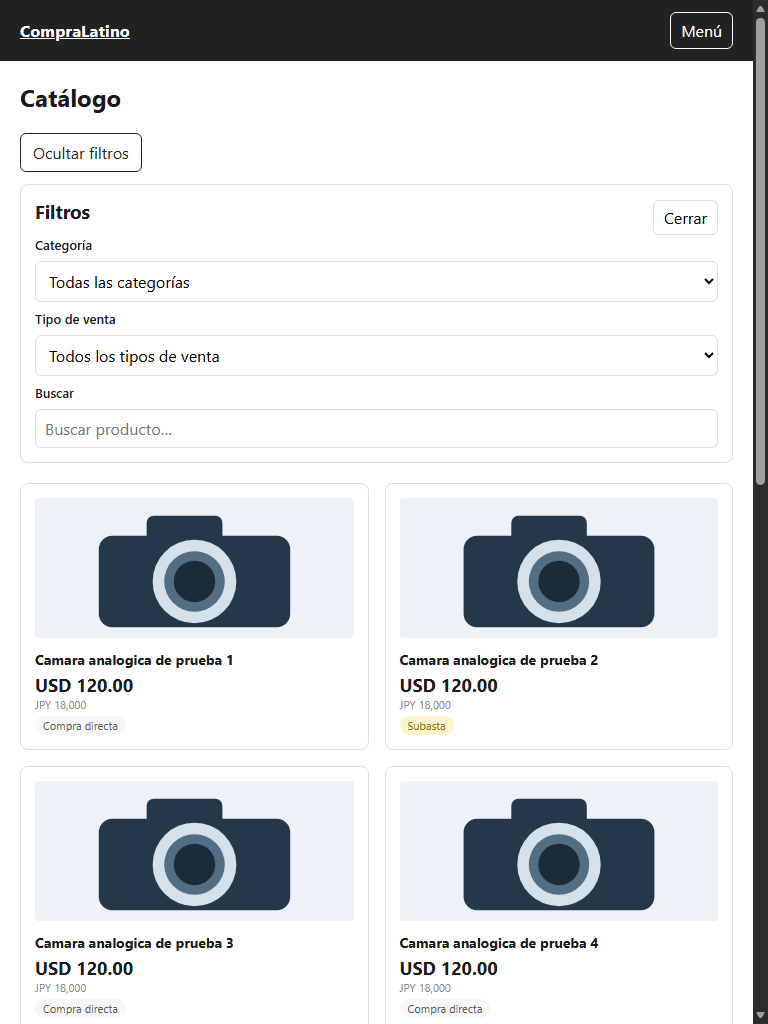 CompraLatino
Menú
Catálogo
Ocultar filtros
Filtros
Cerrar
Categoría
Todas las categorías
Tipo de venta
Todos los tipos de venta
Buscar
Buscar producto...
Camara analogica de prueba 1
USD 120.00
JPY 18,000
Compra directa
Camara analogica de prueba 2
USD 120.00
JPY 18,000
Subasta
Camara analogica de prueba 3
USD 120.00
JPY 18,000
Compra directa
Camara analogica de prueba 4
USD 120.00
JPY 18,000
Compra directa